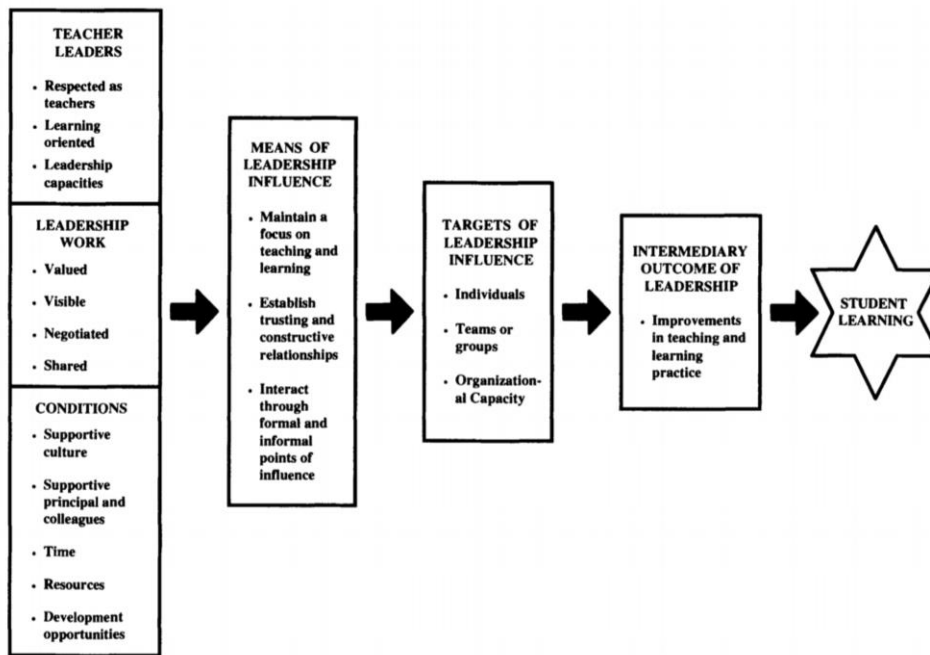 TEACHER
LEADERS
• Respected as
teachers
• Learning
oriented
• Leadership
capacities
LEADERSHIP
WORK
• Valued
• Visible
• Negotiated
• Shared
CONDITIONS
• Supportive
culture
• Supportive
principal and
colleagues
• Time
• Resources
• Development
opportunities
MEANS OF
LEADERSHIP
INFLUENCE
• Maintain a
focus on
teaching and
learning
• Establish
trusting and
constructive
relationships
• Interact
through
formal and
informal
points of
influence
TARGETS OF
LEADERSHIP
INFLUENCE
• Individuals
• Teams or
groups
• Organization-
al Capacity
INTERMEDIARY
OUTCOME OF
LEADERSHIP
• Improvements
in teaching and
learning
practice
STUDENT
LEARNING